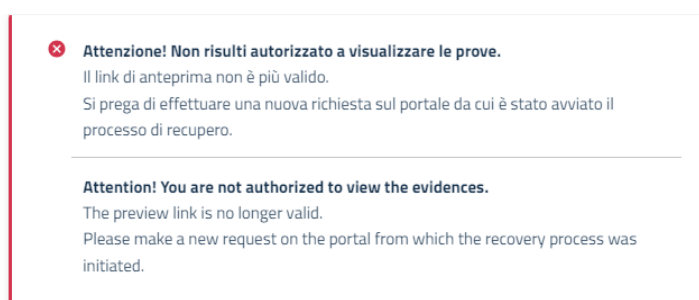 Attenzione! Non risulti autorizzato a visualizzare le prove.
Il link di anteprima non è più valido.
Si prega di effettuare una nuova richiesta sul portale da cui è stato avviato il
processo di recupero.
Attention! You are not authorized to view the evidences.
The preview link is no longer valid.
Please make a new request on the portal from which the recovery process was
initiated.